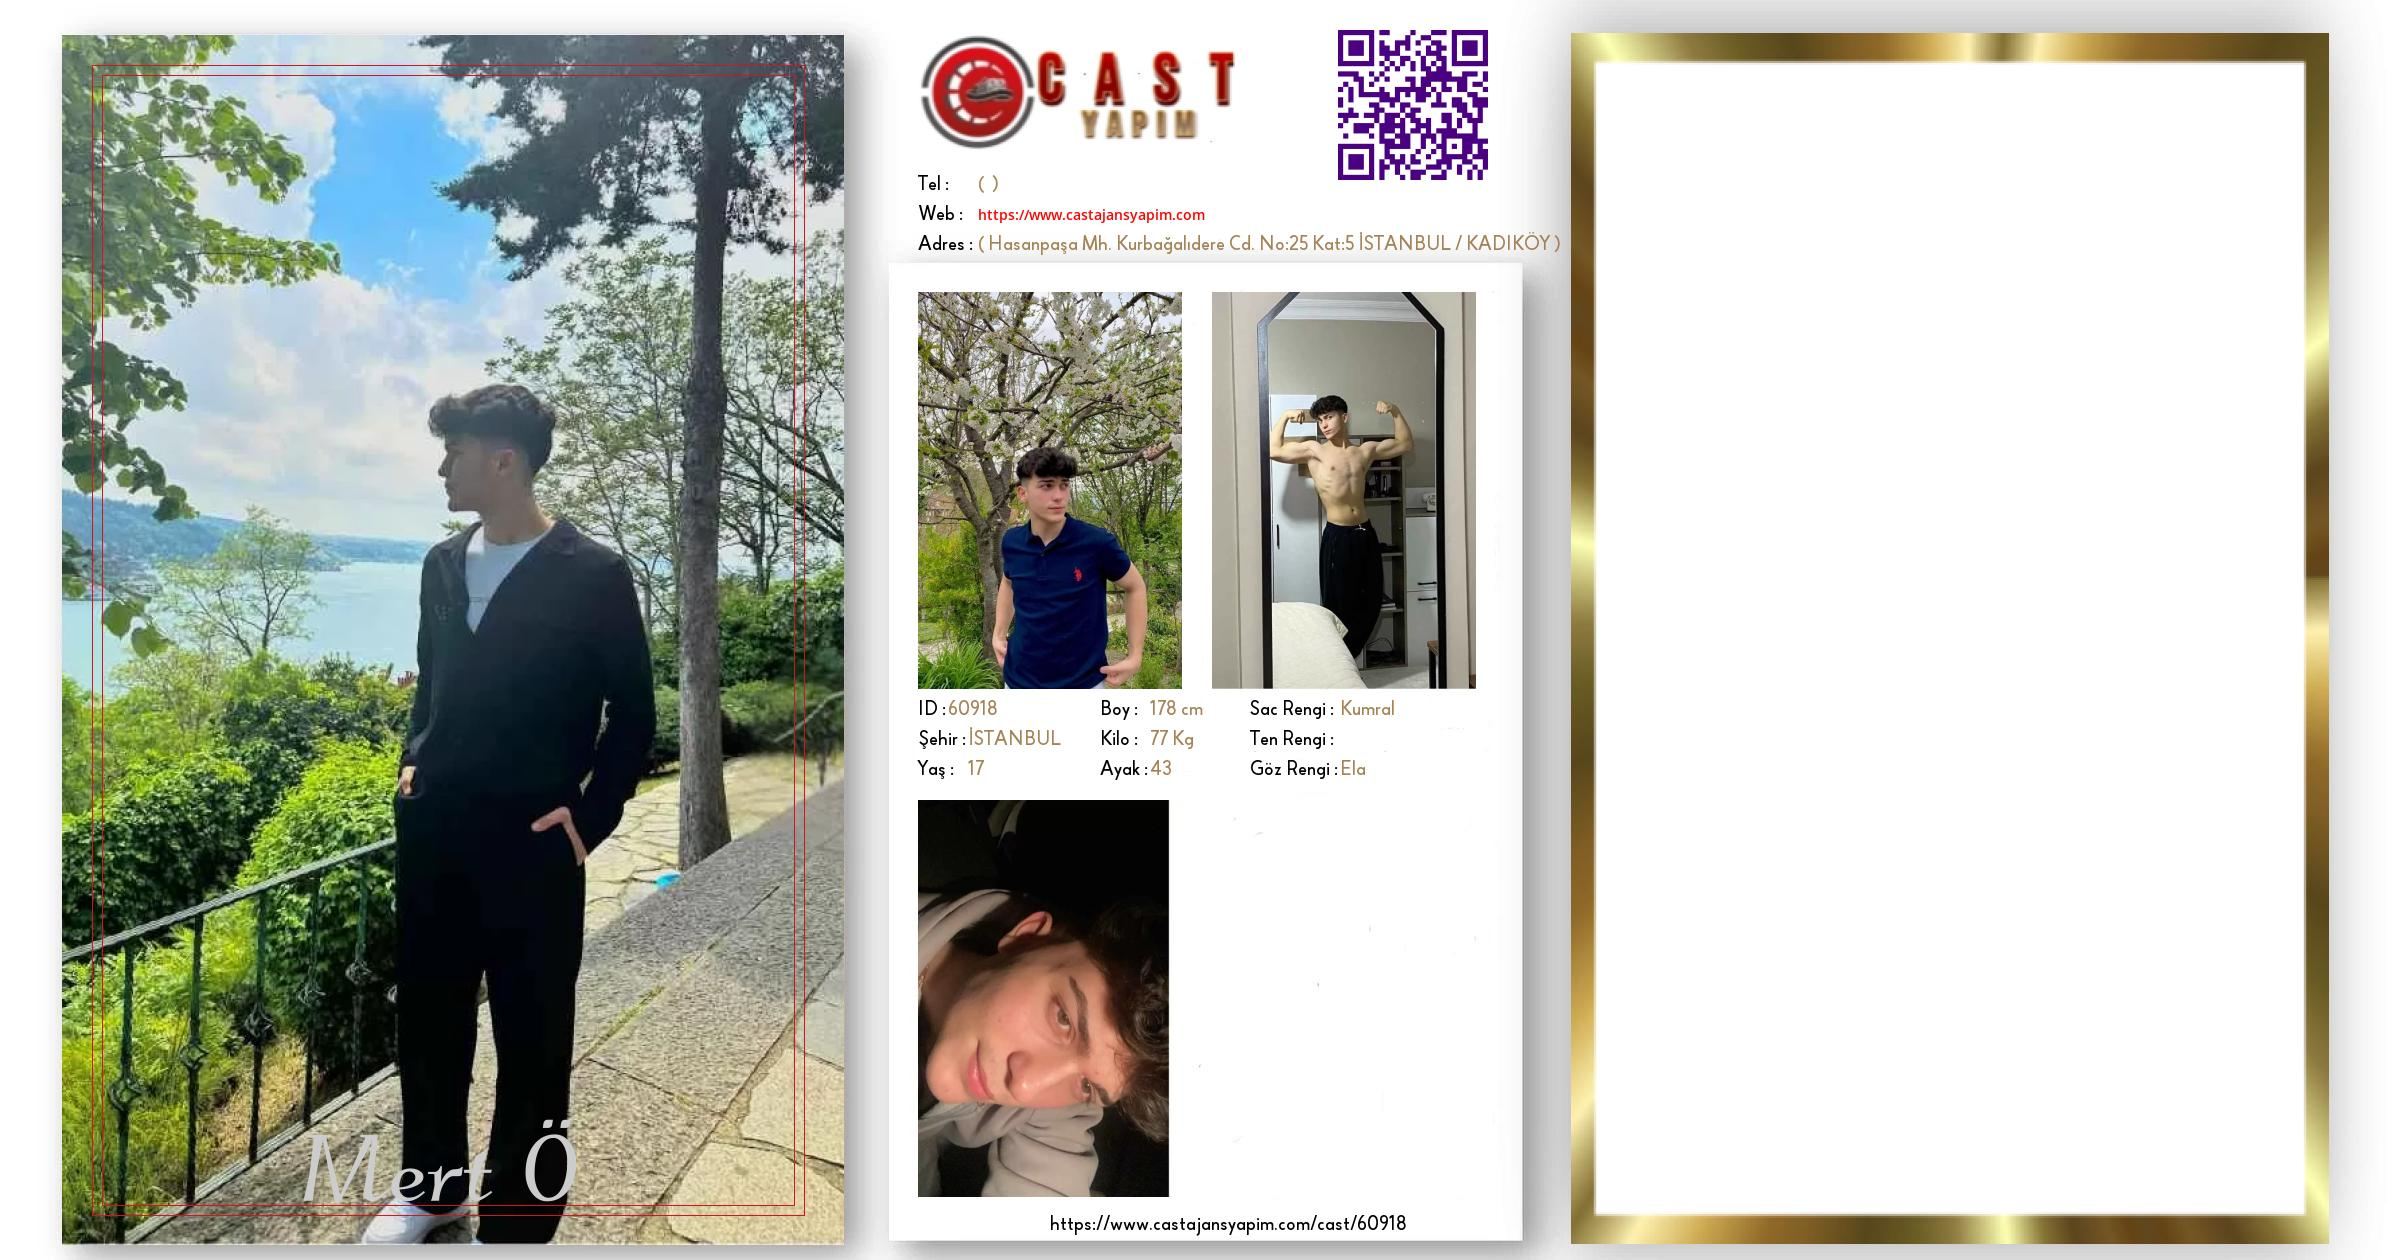 Mert Ö
CAST
YAPIM
Tel : ( )
Web : https://www.castajansyapim.com
Adres : ( Hasanpaşa Mh. Kurbağalıdere Cd. No:25 Kat:5 İSTANBUL / KADIKÖY )
ID : 60918 Boy : 178 cm Sac Rengi : Kumral
Şehir : İSTANBUL Kilo : 77 Kg Ten Rengi :
Yaş : 17 Ayak : 43 Göz Rengi : Ela
https://www.castajansyapim.com/cast/60918